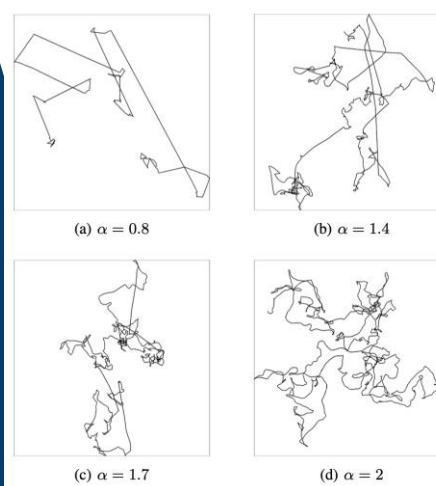 (a) α = 0.8
(b) α = 1.4
(c) α = 1.7
(d) α = 2